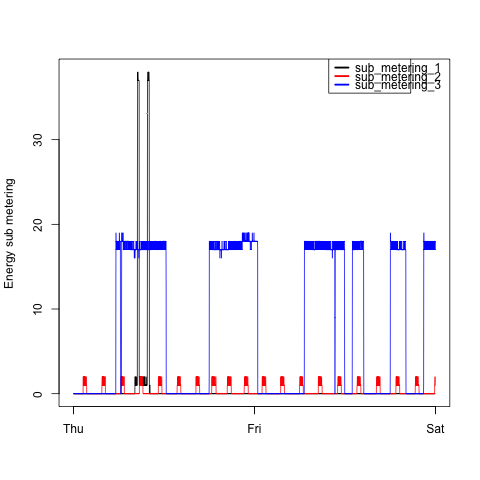 sub_metering_1
sub_metering_2
sub_metering_3
Energy sub metering
30
20
10
0
Thu
Fri
Sat